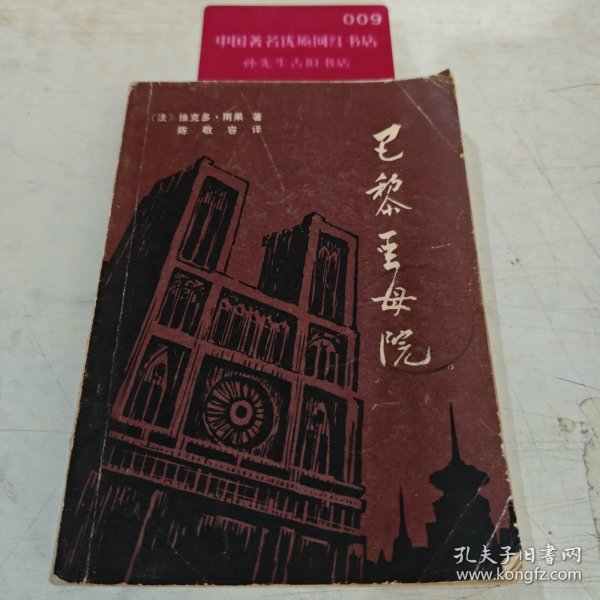 009
中国著名优质网红书店
孙先生古旧书店
〔法〕维克多·雨果 著
陈敬容 译
巴黎圣母院
孔夫子旧书网
www.kongfz.com